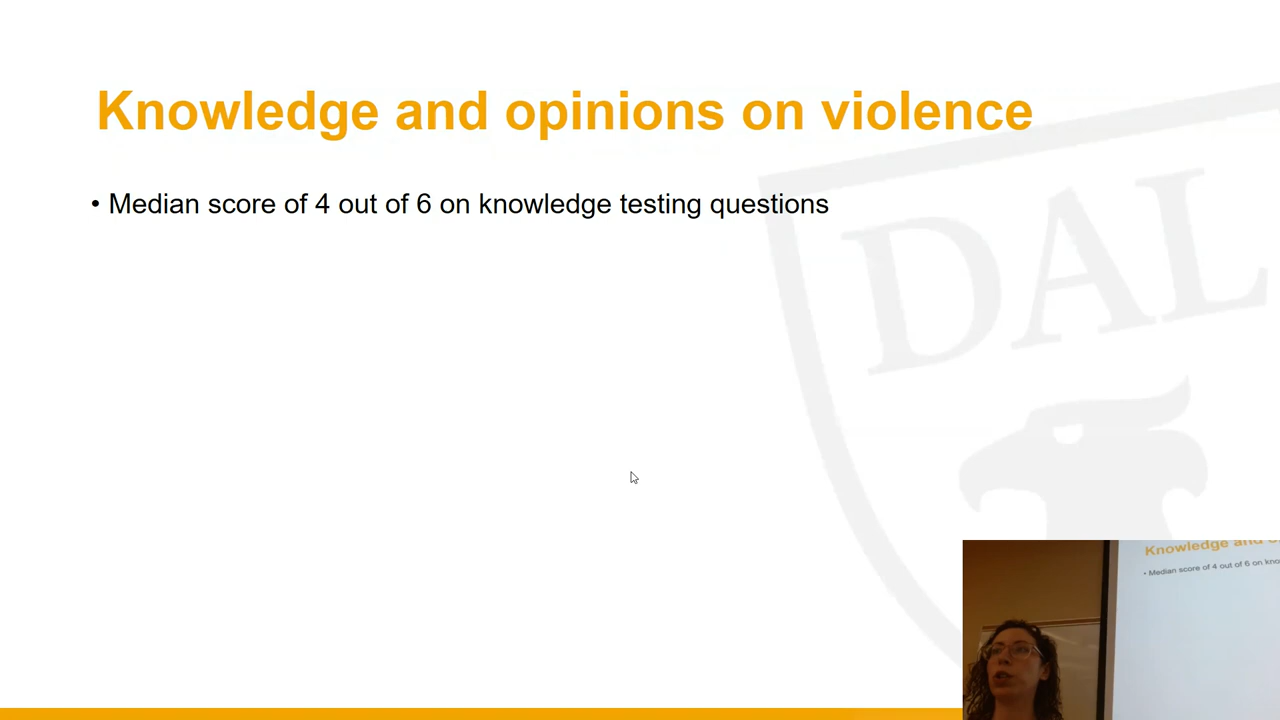 Knowledge and opinions on violence
• Median score of 4 out of 6 on knowledge testing questions
DAL
Knowledge and o
• Median score of 4 out of 6 on kno